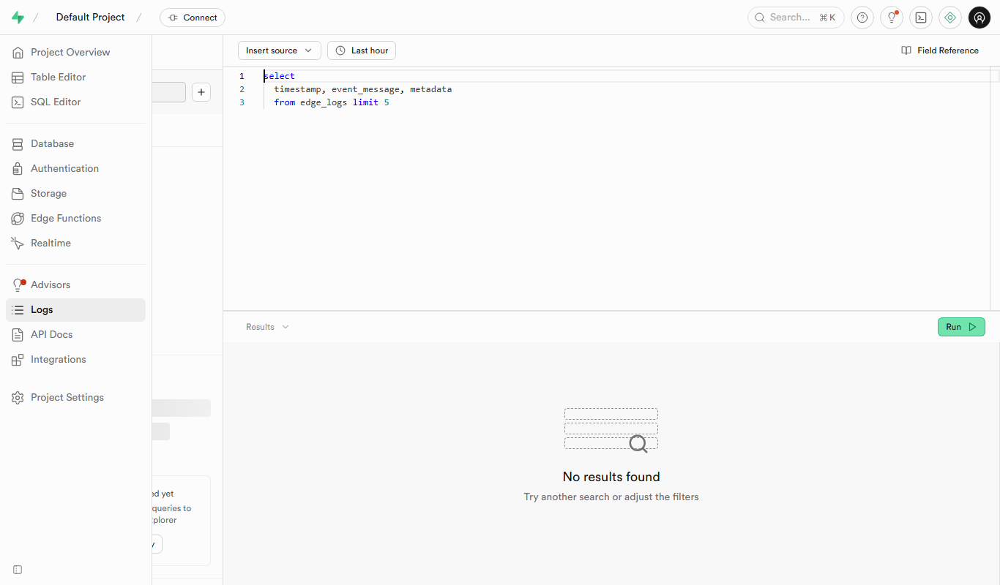 Default Project
Connect
Search... ⌘K
Project Overview
Table Editor
SQL Editor
Database
Authentication
Storage
Edge Functions
Realtime
Advisors
Logs
API Docs
Integrations
Project Settings
yet
queries to
Insert source
Last hour
Field Reference
1 select
2 timestamp, event_message, metadata
3 from edge_logs limit 5
Results
Run
No results found
Try another search or adjust the filters